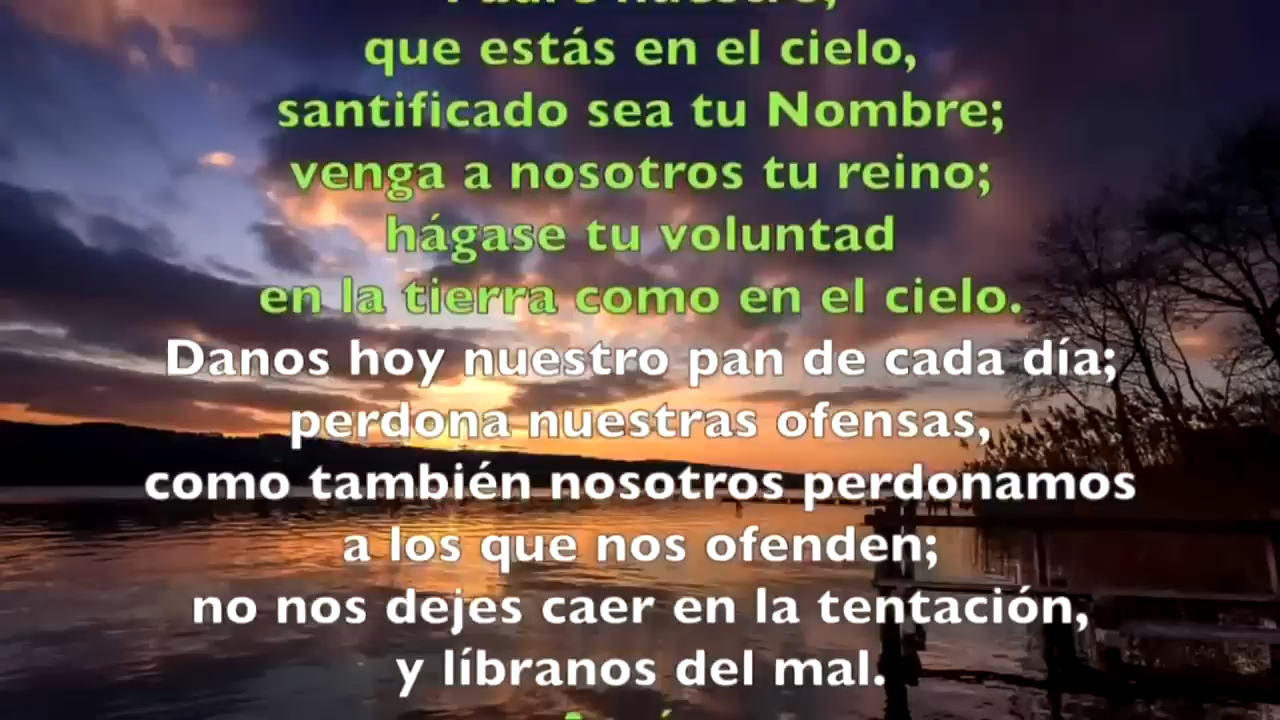 que estás en el cielo,
santificado sea tu Nombre;
venga a nosotros tu reino;
hágase tu voluntad
en la tierra como en el cielo.
Danos hoy nuestro pan de cada día;
perdona nuestras ofensas,
como también nosotros perdonamos
a los que nos ofenden;
no nos dejes caer en la tentación,
y líbranos del mal.